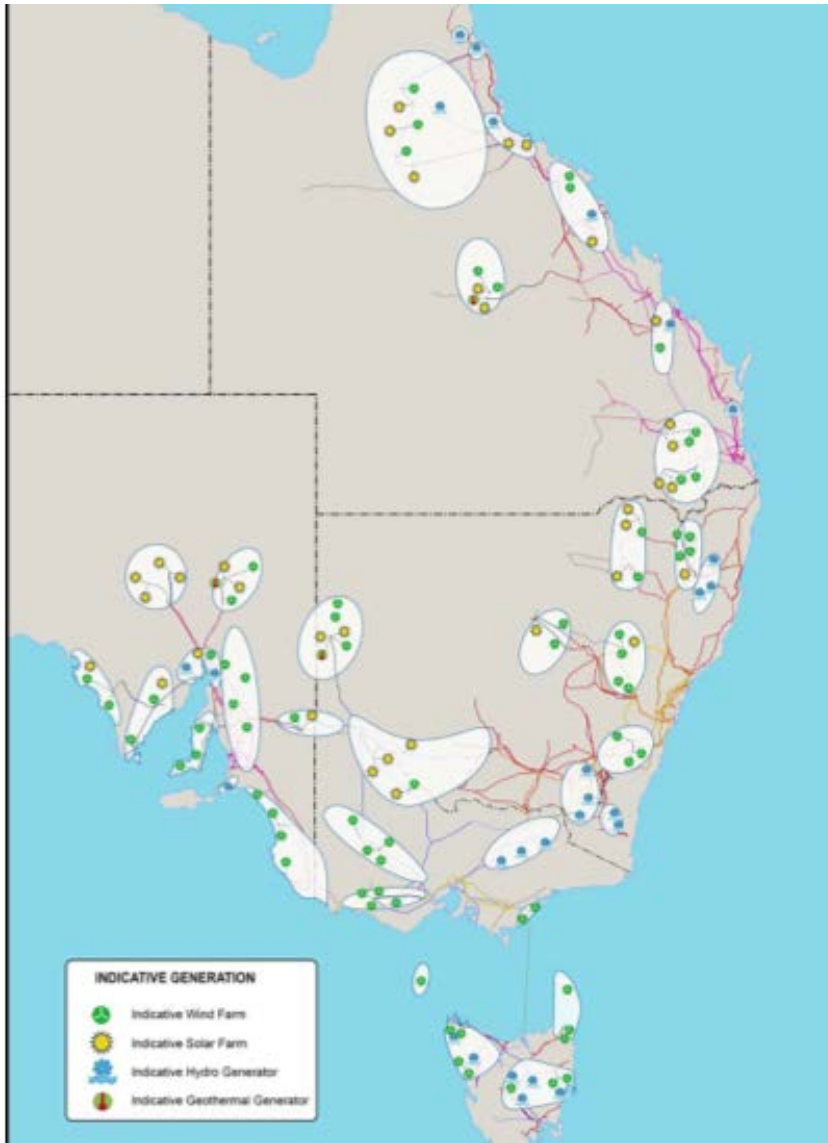 INDICATIVE GENERATION
Indicative Wind Farm
Indicative Solar Farm
Indicative Hydro Generator
Indicative Geothermal Generator